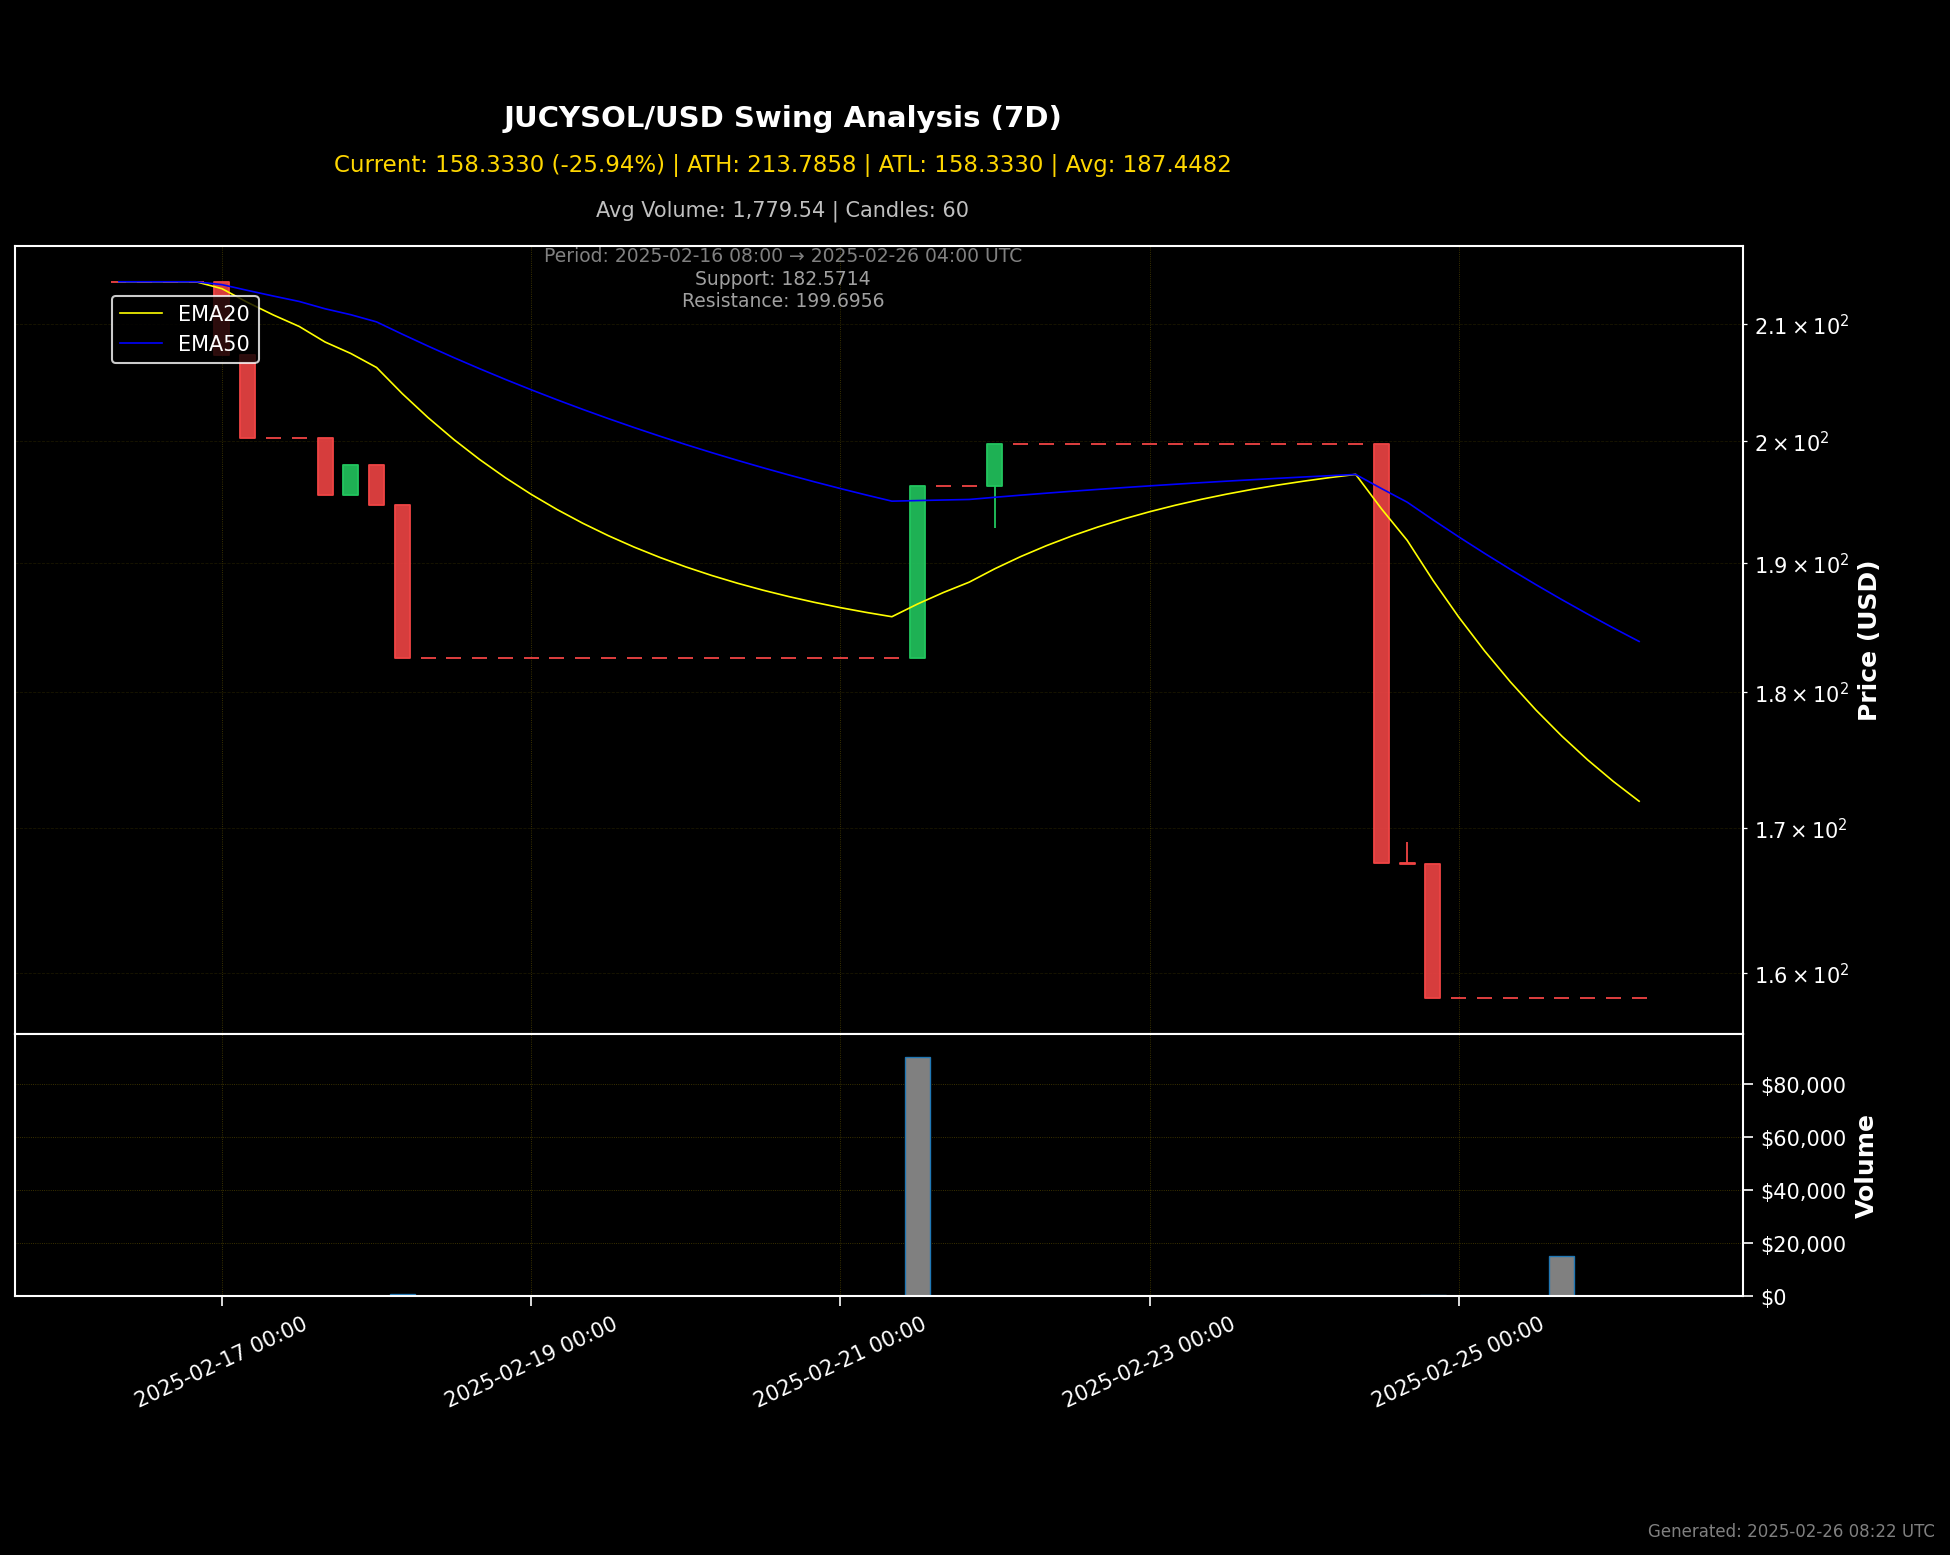 JUCYSOL/USD Swing Analysis (7D)
Current: 158.3330 (-25.94%) | ATH: 213.7858 | ATL: 158.3330 | Avg: 187.4482
Avg Volume: 1,779.54 | Candles: 60
Period: 2025-02-16 08:00 → 2025-02-26 04:00 UTC
Support: 182.5714
Resistance: 199.6956
EMA20
EMA50
2.1 × 10²
2 × 10²
1.9 × 10²
1.8 × 10²
1.7 × 10²
1.6 × 10²
Price (USD)
$80,000
$60,000
$40,000
$20,000
$0
Volume
2025-02-17 00:00
2025-02-19 00:00
2025-02-21 00:00
2025-02-23 00:00
2025-02-25 00:00
Generated: 2025-02-26 08:22 UTC